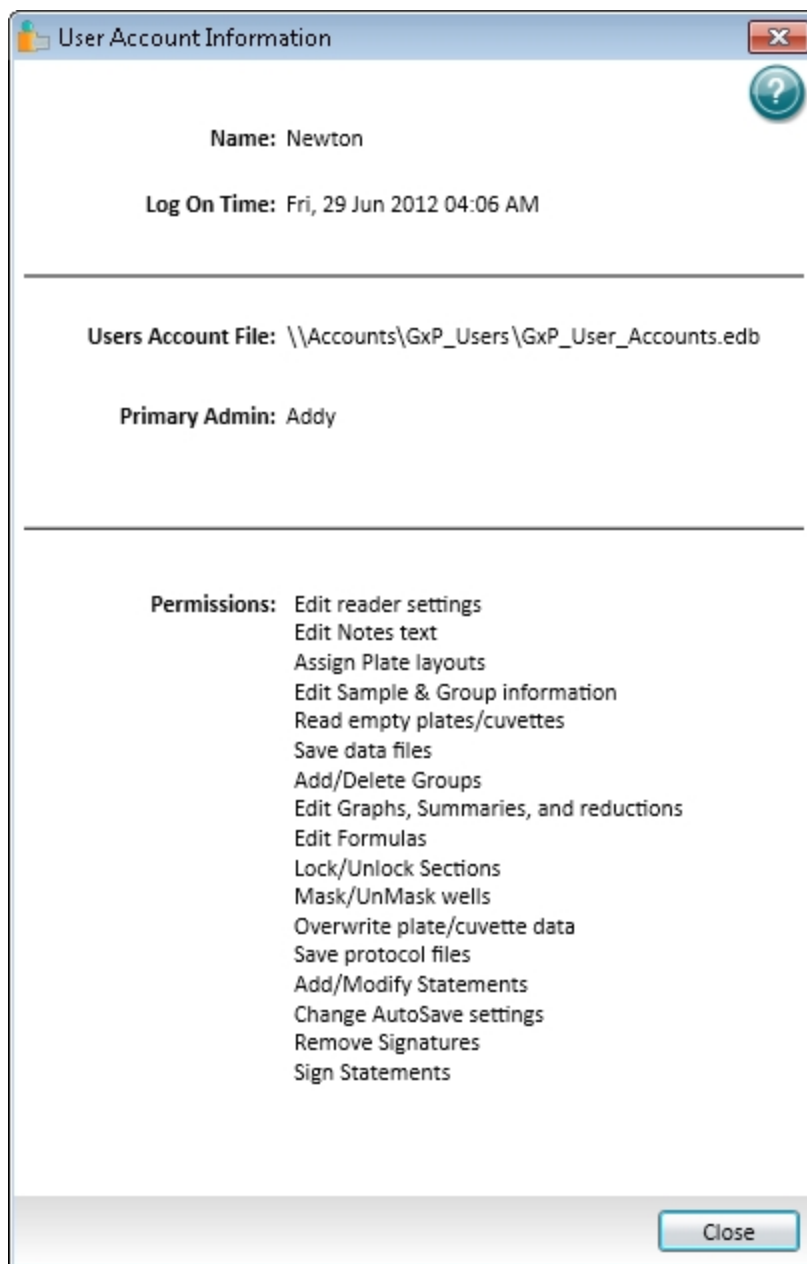 User Account Information
?
Name: Newton
Log On Time: Fri, 29 Jun 2012 04:06 AM
Users Account File: \\Accounts\GxP_Users\GxP_User_Accounts.edb
Primary Admin: Addy
Permissions: Edit reader settings
Edit Notes text
Assign Plate layouts
Edit Sample & Group information
Read empty plates/cuvettes
Save data files
Add/Delete Groups
Edit Graphs, Summaries, and reductions
Edit Formulas
Lock/Unlock Sections
Mask/UnMask wells
Overwrite plate/cuvette data
Save protocol files
Add/Modify Statements
Change AutoSave settings
Remove Signatures
Sign Statements
Close